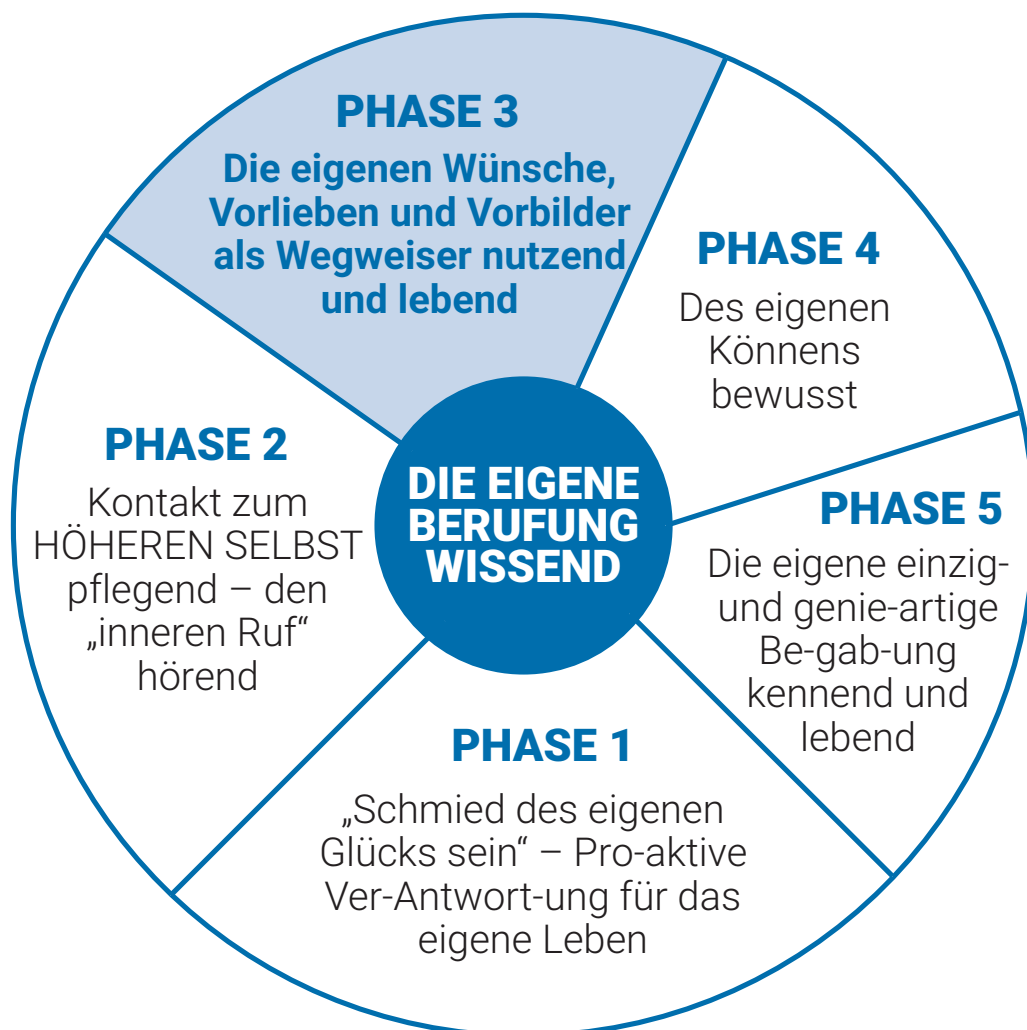 PHASE 3
Die eigenen Wünsche,
Vorlieben und Vorbilder
als Wegweiser nutzend
und lebend
PHASE 4
Des eigenen
Könnens
bewusst
PHASE 2
Kontakt zum
HÖHEREN SELBST
pflegend – den
„inneren Ruf“
hörend
DIE EIGENE
BERUFUNG
WISSEND
PHASE 5
Die eigene einzig-
und genie-artige
Be-gab-ung
kennend und
lebend
PHASE 1
„Schmied des eigenen
Glücks sein“ – Pro-aktive
Ver-Antwort-ung für das
eigene Leben